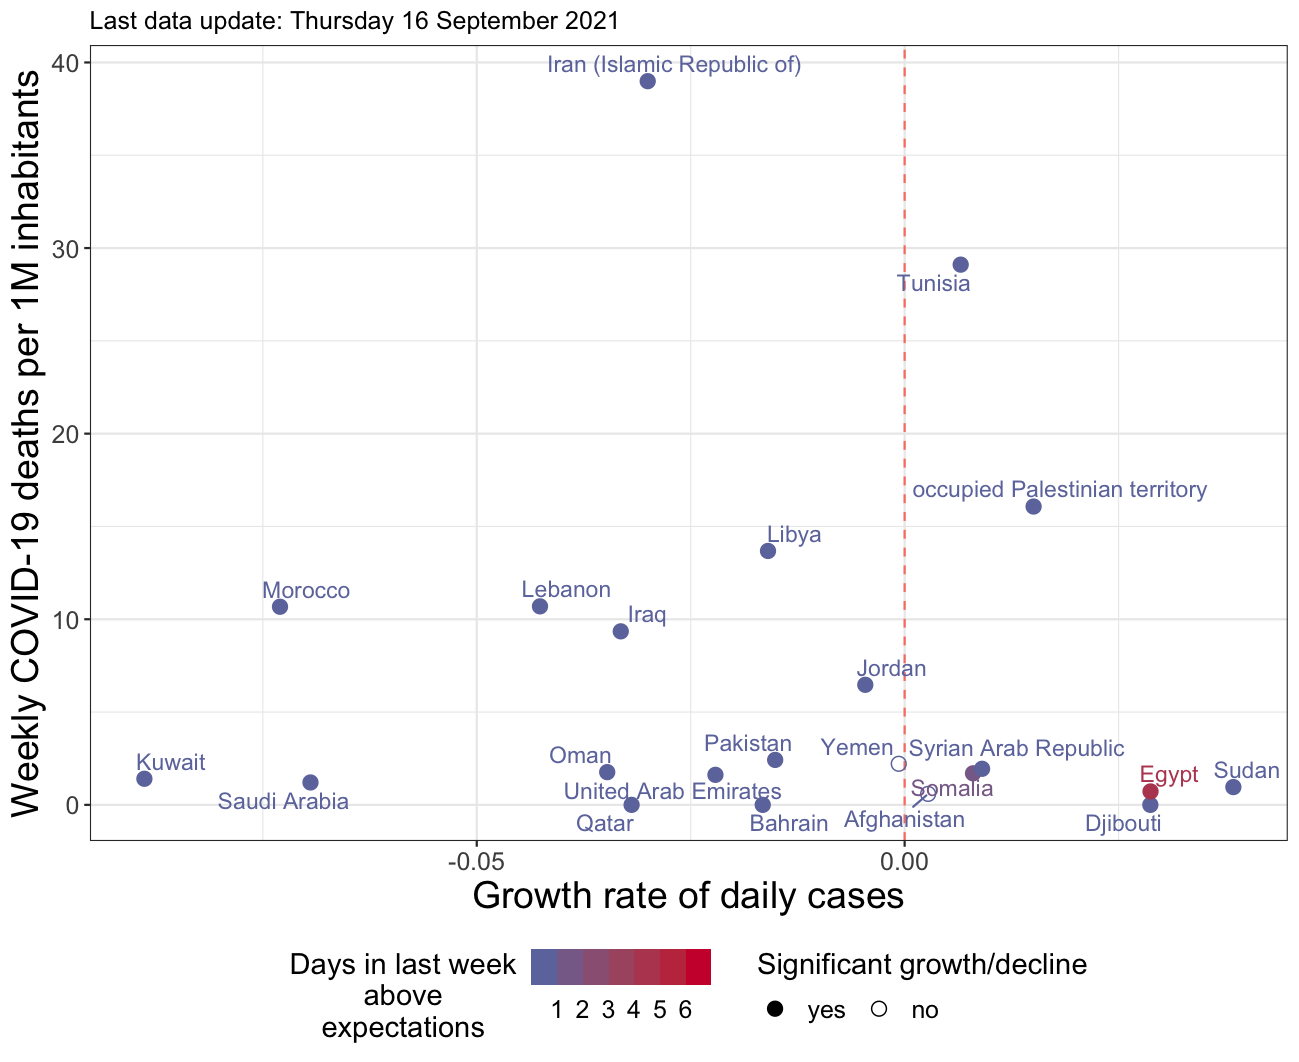 Last data update: Thursday 16 September 2021
Weekly COVID-19 deaths per 1M inhabitants
40
30
20
10
0
Iran (Islamic Republic of)
Tunisia
occupied Palestinian territory
Libya
Morocco
Lebanon
Iraq
Jordan
Kuwait
Saudi Arabia
Oman
Pakistan
Yemen
Syrian Arab Republic
United Arab Emirates
Somalia
Egypt
Sudan
Qatar
Bahrain
Afghanistan
Djibouti
-0.05
0.00
Growth rate of daily cases
Days in last week
above
expectations
1 2 3 4 5 6
Significant growth/decline
yes no